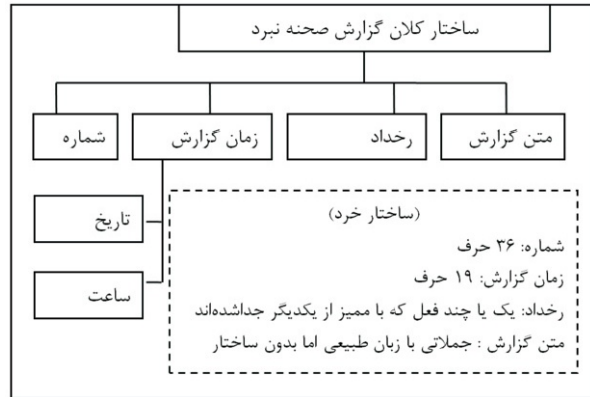 ساختار کلان گزارش صحنه نبرد
متن گزارش
رخداد
زمان گزارش
شماره
تاریخ
ساعت
(ساختار خرد)
شماره: ۳۶ حرف
زمان گزارش: ۱۹ حرف
رخداد: یک یا چند فعل که با ممیز از یکدیگر جداشده‌اند
متن گزارش : جملاتی با زبان طبیعی اما بدون ساختار